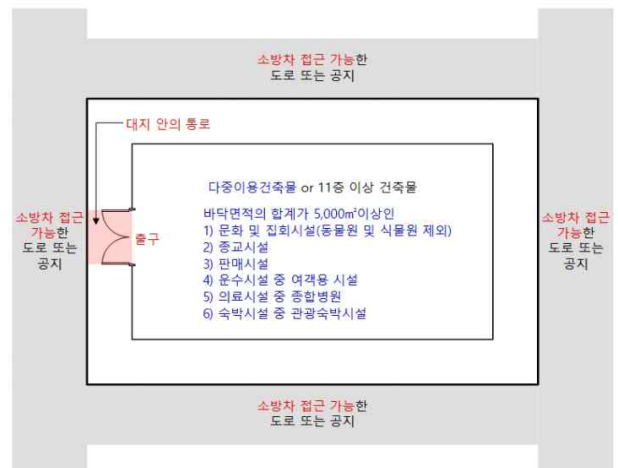 소방차 접근 가능한
도로 또는 공지
대지 안의 통로
다중이용건축물 or 11층 이상 건축물
소방차 접근
가능한
도로 또는
공지
출구
바닥면적의 합계가 5,000㎡이상인
1) 문화 및 집회시설(동물원 및 식물원 제외)
2) 종교시설
3) 판매시설
4) 운수시설 중 여객용 시설
5) 의료시설 중 종합병원
6) 숙박시설 중 관광숙박시설
소방차 접근
가능한
도로 또는
공지
소방차 접근 가능한
도로 또는 공지